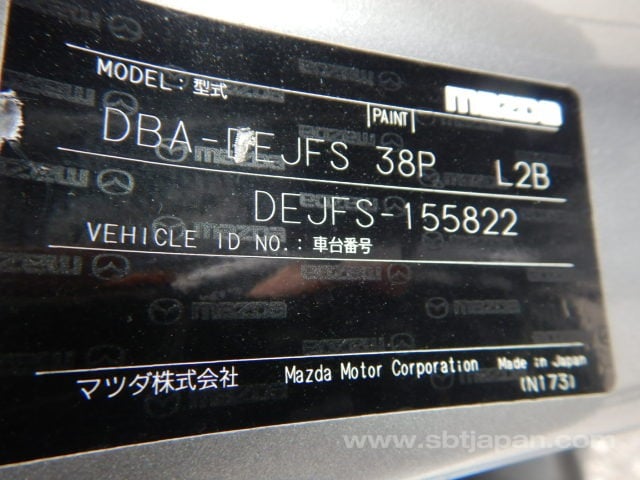 mazda
MODEL : 型式 PAINT
DBA-DEJFS 38P L2B
DEJFS-155822
VEHICLE ID NO. : 車台番号
マツダ株式会社 Mazda Motor Corporation Made in Japan
(N173)
www.sbtjapan.com